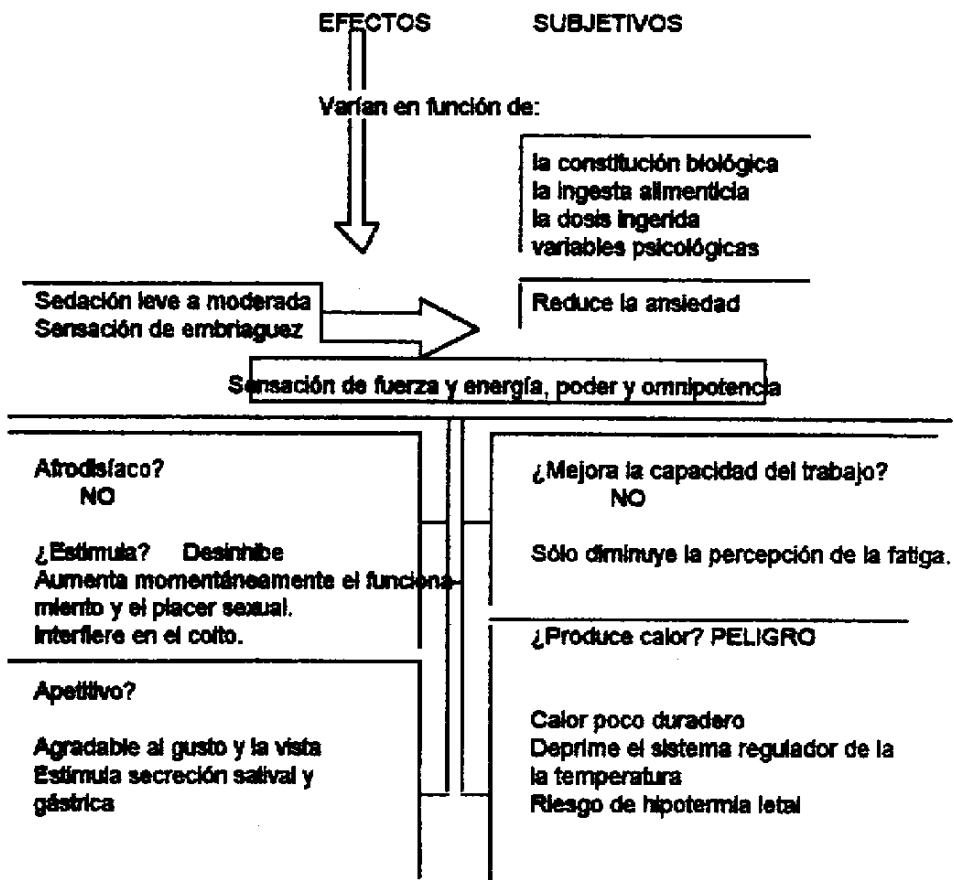 EFECTOS SUBJETIVOS
Varían en función de:
la constitución biológica
la ingesta alimenticia
la dosis ingerida
variables psicológicas
Sedación leve a moderada
Sensación de embriaguez
Reduce la ansiedad
Sensación de fuerza y energía, poder y omnipotencia
Afrodisíaco?
NO
¿Estimula? Desinhibe
Aumenta momentáneamente el funciona-
miento y el placer sexual.
Interfiere en el coito.
¿Mejora la capacidad del trabajo?
NO
Sólo diminuye la percepción de la fatiga.
Apetitivo?
Agradable al gusto y la vista
Estimula secreción salival y
gástrica
¿Produce calor? PELIGRO
Calor poco duradero
Deprime el sistema regulador de la
la temperatura
Riesgo de hipotermia letal